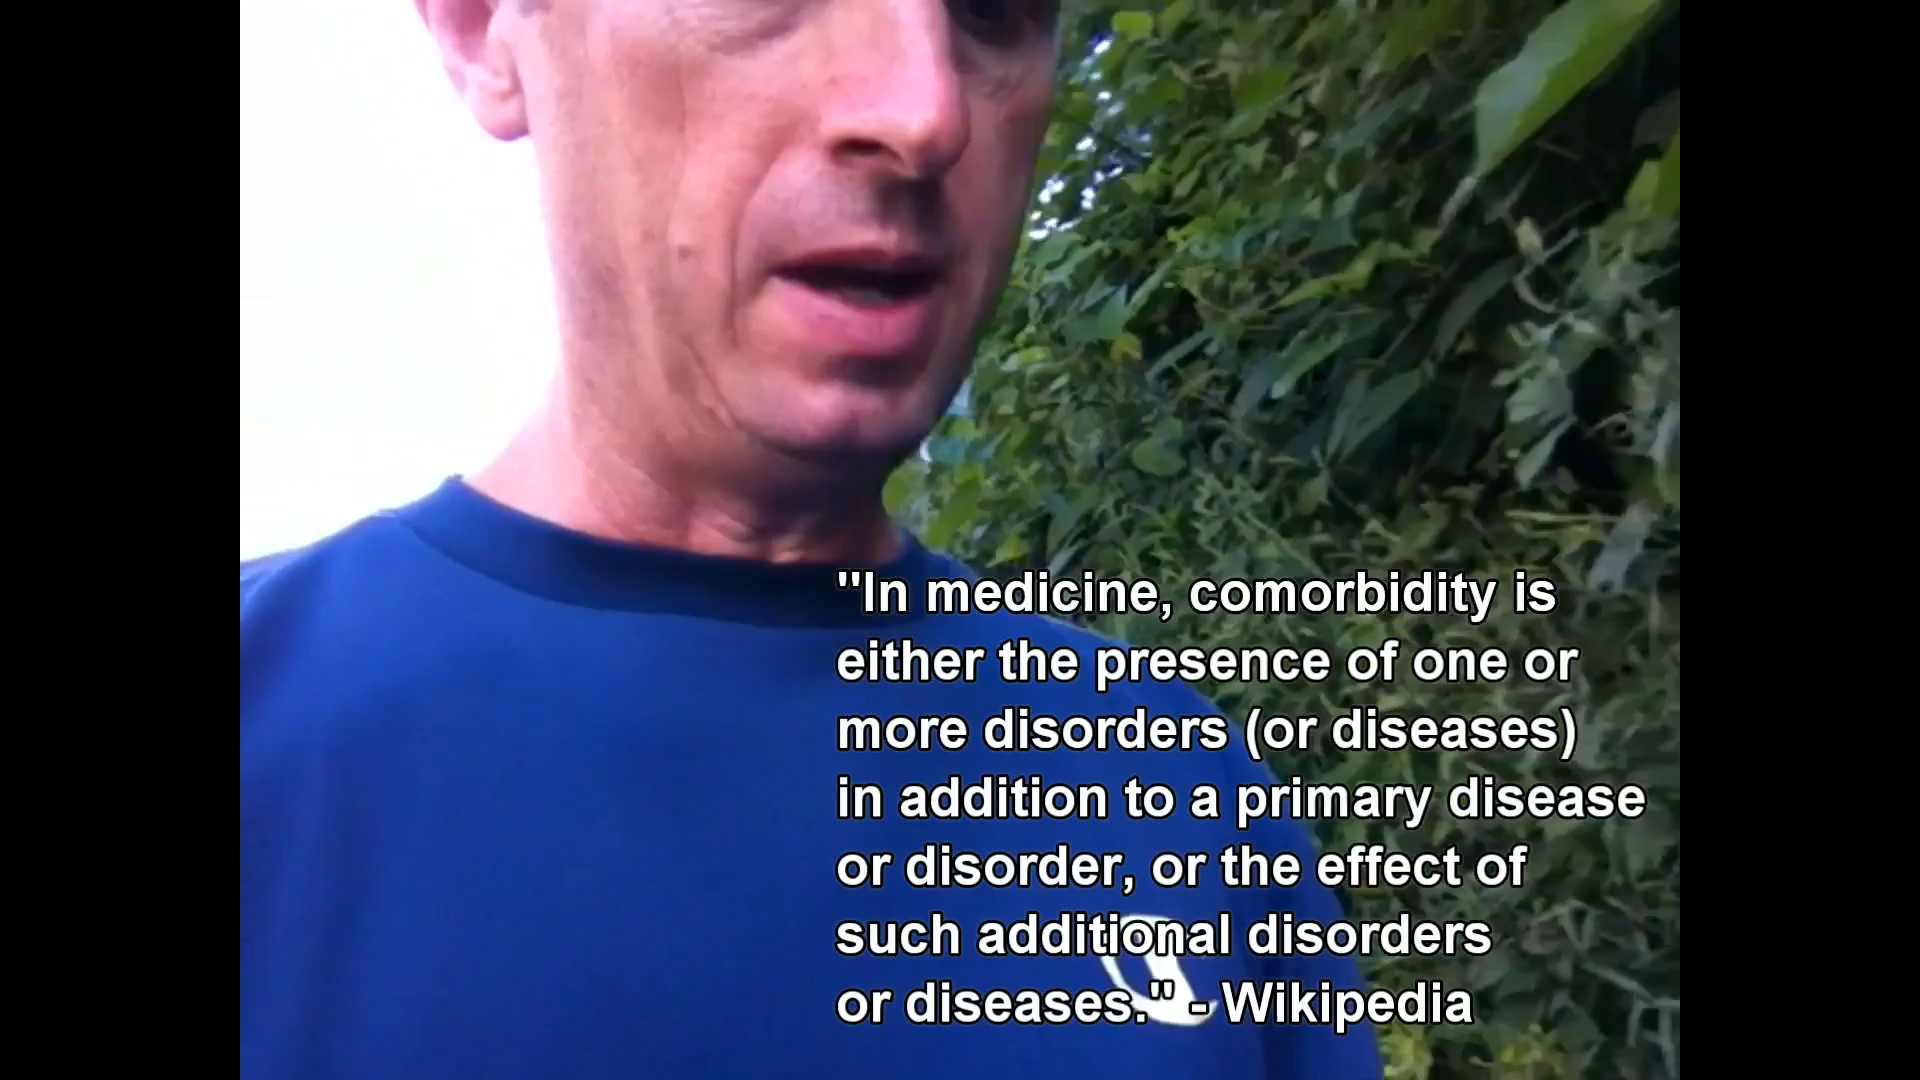 "In medicine, comorbidity is
either the presence of one or
more disorders (or diseases)
in addition to a primary disease
or disorder, or the effect of
such additional disorders
or diseases." - Wikipedia